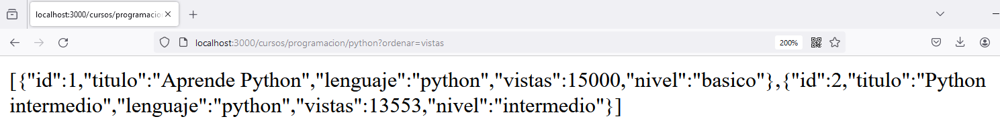 localhost:3000/cursos/programacion
localhost:3000/cursos/programacion/python?ordenar=vistas
200%
[{"id":1,"titulo":"Aprende Python","lenguaje":"python","vistas":15000,"nivel":"basico"},{"id":2,"titulo":"Python
intermedio","lenguaje":"python","vistas":13553,"nivel":"intermedio"}]